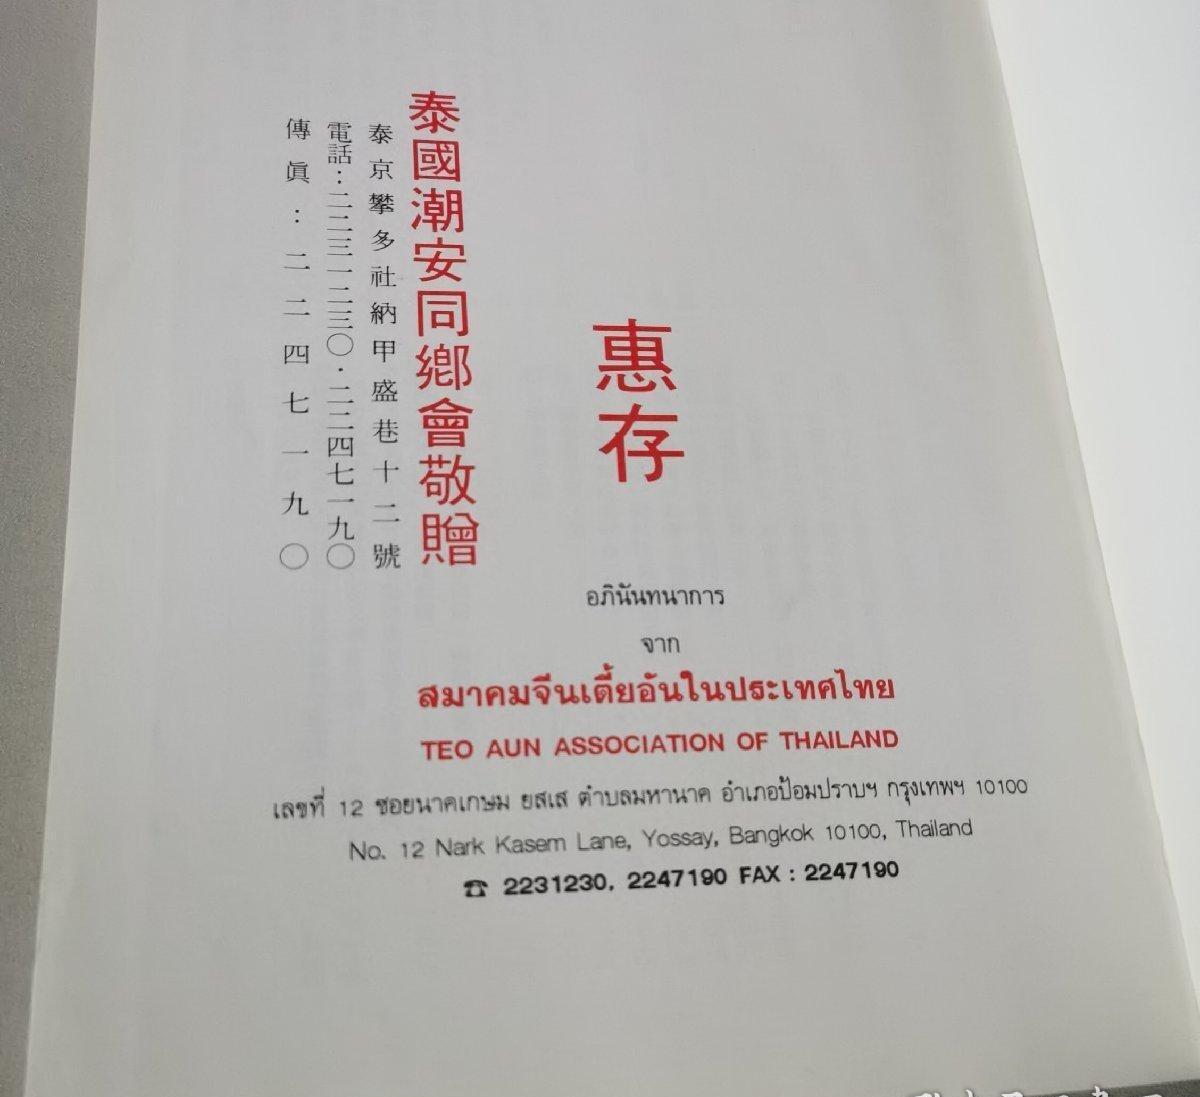 惠存
泰國潮安同鄉會敬贈
泰京攀多社納甲盛巷十二號
電話：二二三一二三〇·二二四七一九〇
傳眞：二二四七一九〇
อภินันทนาการ
จาก
สมาคมจีนเตี้ยอันในประเทศไทย
TEO AUN ASSOCIATION OF THAILAND
เลขที่ 12 ซอยนาคเกษม ยสเส ตำบลมหานาค อำเภอป้อมปราบฯ กรุงเทพฯ 10100
No. 12 Nark Kasem Lane, Yossay, Bangkok 10100, Thailand
☎ 2231230, 2247190 FAX : 2247190